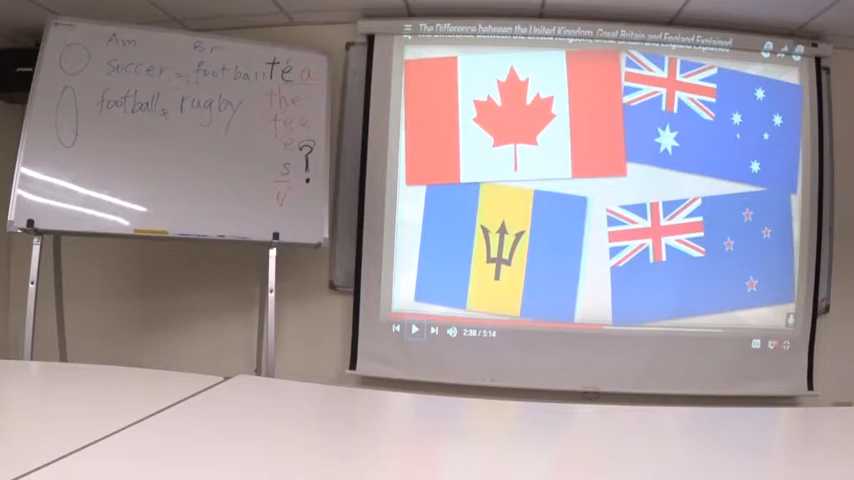 Am Br
soccer = football
football ≠ rugby
téa
the
?
s
The Difference between the United Kingdom, Great Britain and England Explained
2:38 / 5:14